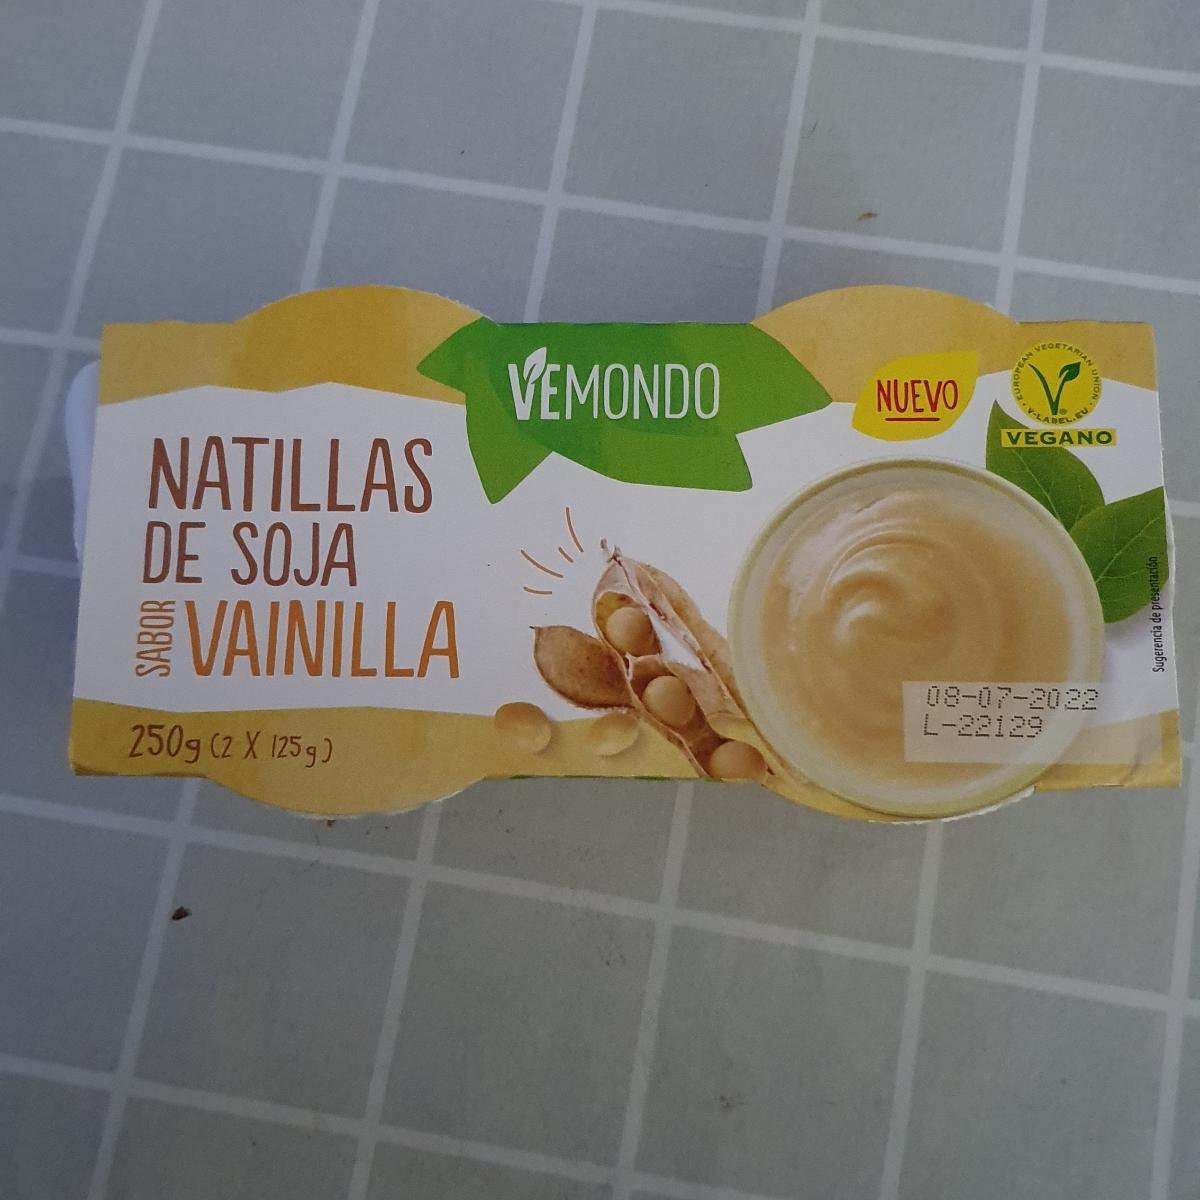 VEMONDO
NUEVO
EUROPEAN VEGETARIAN UNION
V-LABEL.EU
VEGANO
NATILLAS
DE SOJA
SABOR VAINILLA
250g (2 X 125g)
08-07-2022
L-22129
Sugerencia de presentación